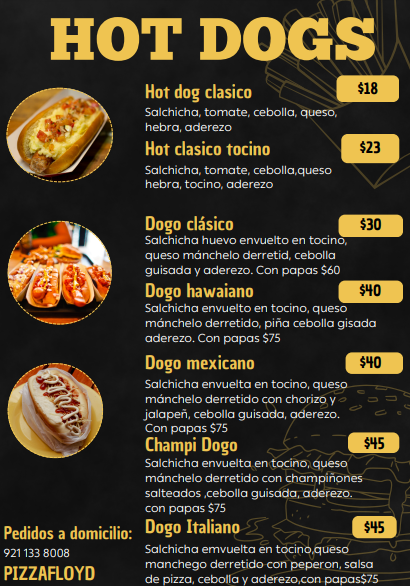 HOT DOGS
Hot dog clasico
$18
Salchicha, tomate, cebolla, queso,
hebra, aderezo
Hot clasico tocino
$23
Salchicha, tomate, cebolla,queso
hebra, tocino, aderezo
Dogo clásico
$30
Salchicha huevo envuelto en tocino,
queso mánchelo derretid, cebolla
guisada y aderezo. Con papas $60
Dogo hawaiano
$40
Salchicha envuelto en tocino, queso
mánchelo derretido, piña cebolla gisada
aderezo. Con papas $75
Dogo mexicano
$40
Salchicha envuelta en tocino, queso
mánchelo derretido con chorizo y
jalapeñ, cebolla guisada, aderezo.
Con papas $75
Champi Dogo
$45
Salchicha envuelta en tocino, queso
mánchelo derretido con champiñones
salteados ,cebolla guisada, aderezo.
con papas $75
Dogo Italiano
$45
Salchicha emvuelta en tocino,queso
manchego derretido con peperon, salsa
de pizza, cebolla y aderezo,con papas$75
Pedidos a domicilio:
921 133 8008
PIZZAFLOYD